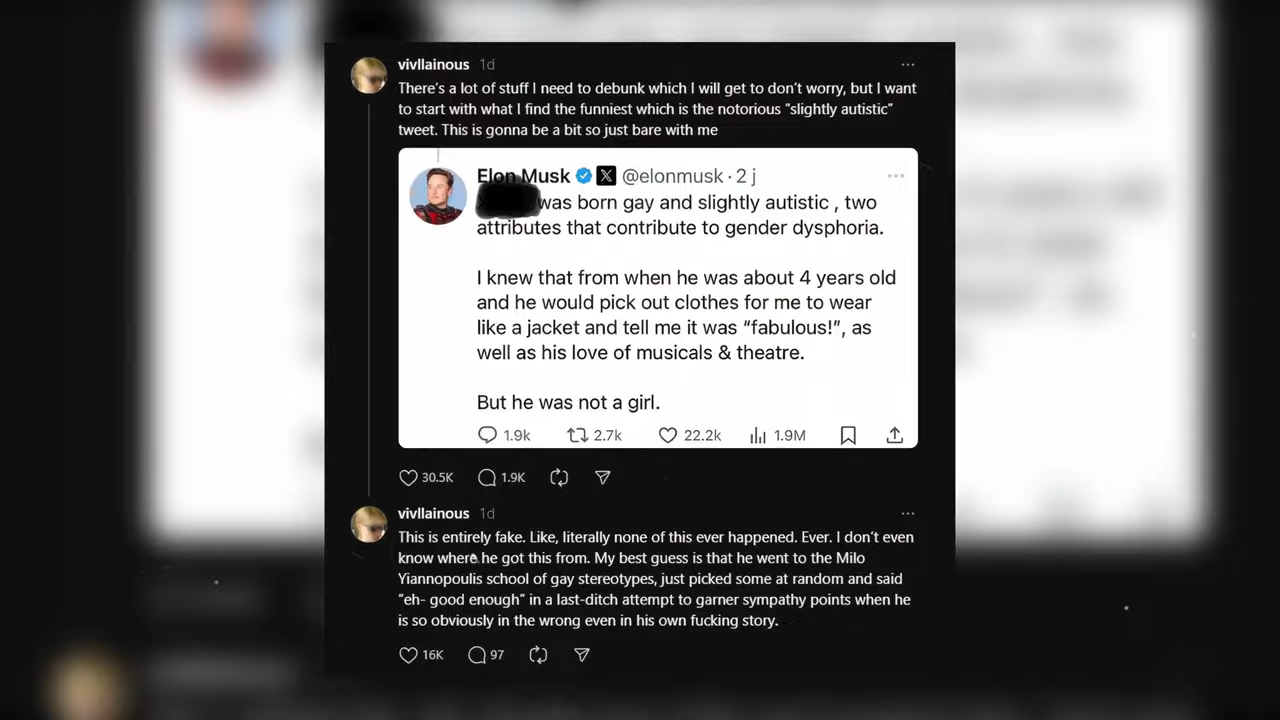 vivllainous 1d
There's a lot of stuff I need to debunk which I will get to don't worry, but I want
to start with what I find the funniest which is the notorious "slightly autistic"
tweet. This is gonna be a bit so just bare with me
Elon Musk @elonmusk · 2 j
was born gay and slightly autistic , two
attributes that contribute to gender dysphoria.
I knew that from when he was about 4 years old
and he would pick out clothes for me to wear
like a jacket and tell me it was "fabulous!", as
well as his love of musicals & theatre.
But he was not a girl.
1.9k 2.7k 22.2k 1.9M
30.5K 1.9K
vivllainous 1d
This is entirely fake. Like, literally none of this ever happened. Ever. I don't even
know where he got this from. My best guess is that he went to the Milo
Yiannopoulis school of gay stereotypes, just picked some at random and said
"eh- good enough" in a last-ditch attempt to garner sympathy points when he
is so obviously in the wrong even in his own fucking story.
16K 97